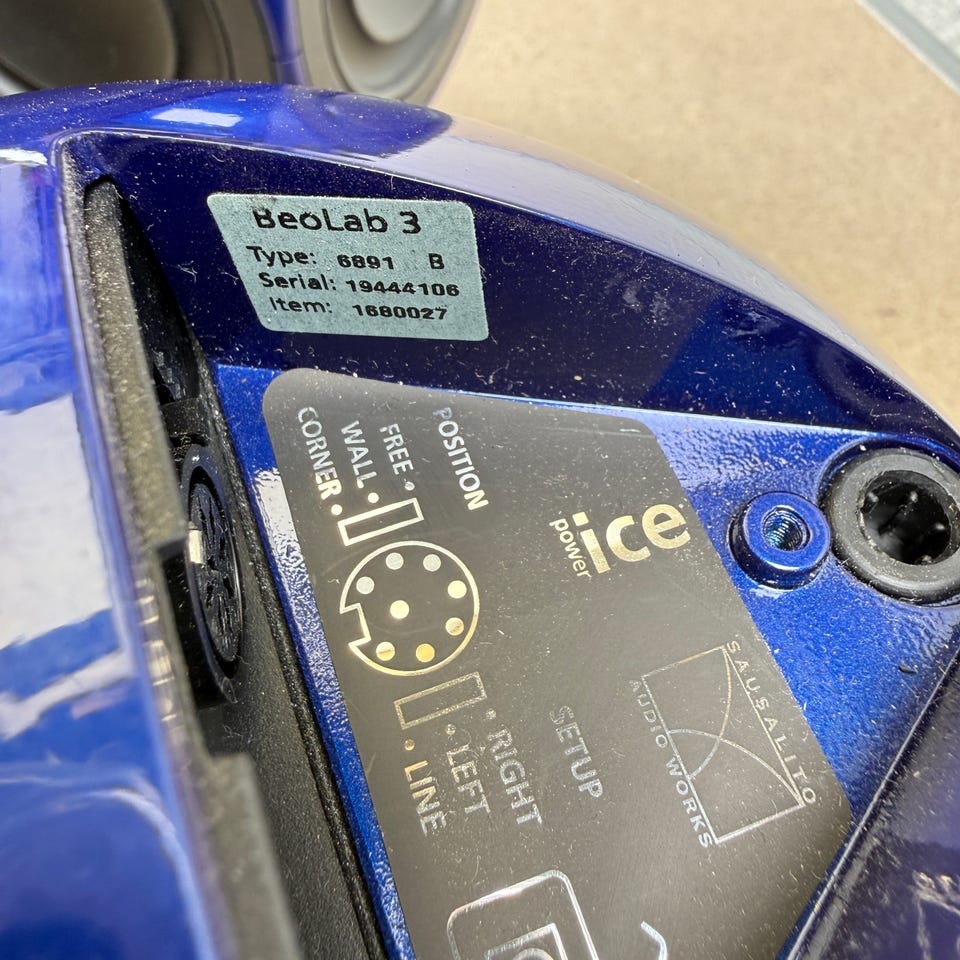 BeoLab 3
Type: 6891 B
Serial: 19444106
Item: 1680027
POSITION
FREE
WALL
CORNER
ice
power
SAUSALITO
AUDIO WORKS
SETUP
RIGHT
LEFT
LINE